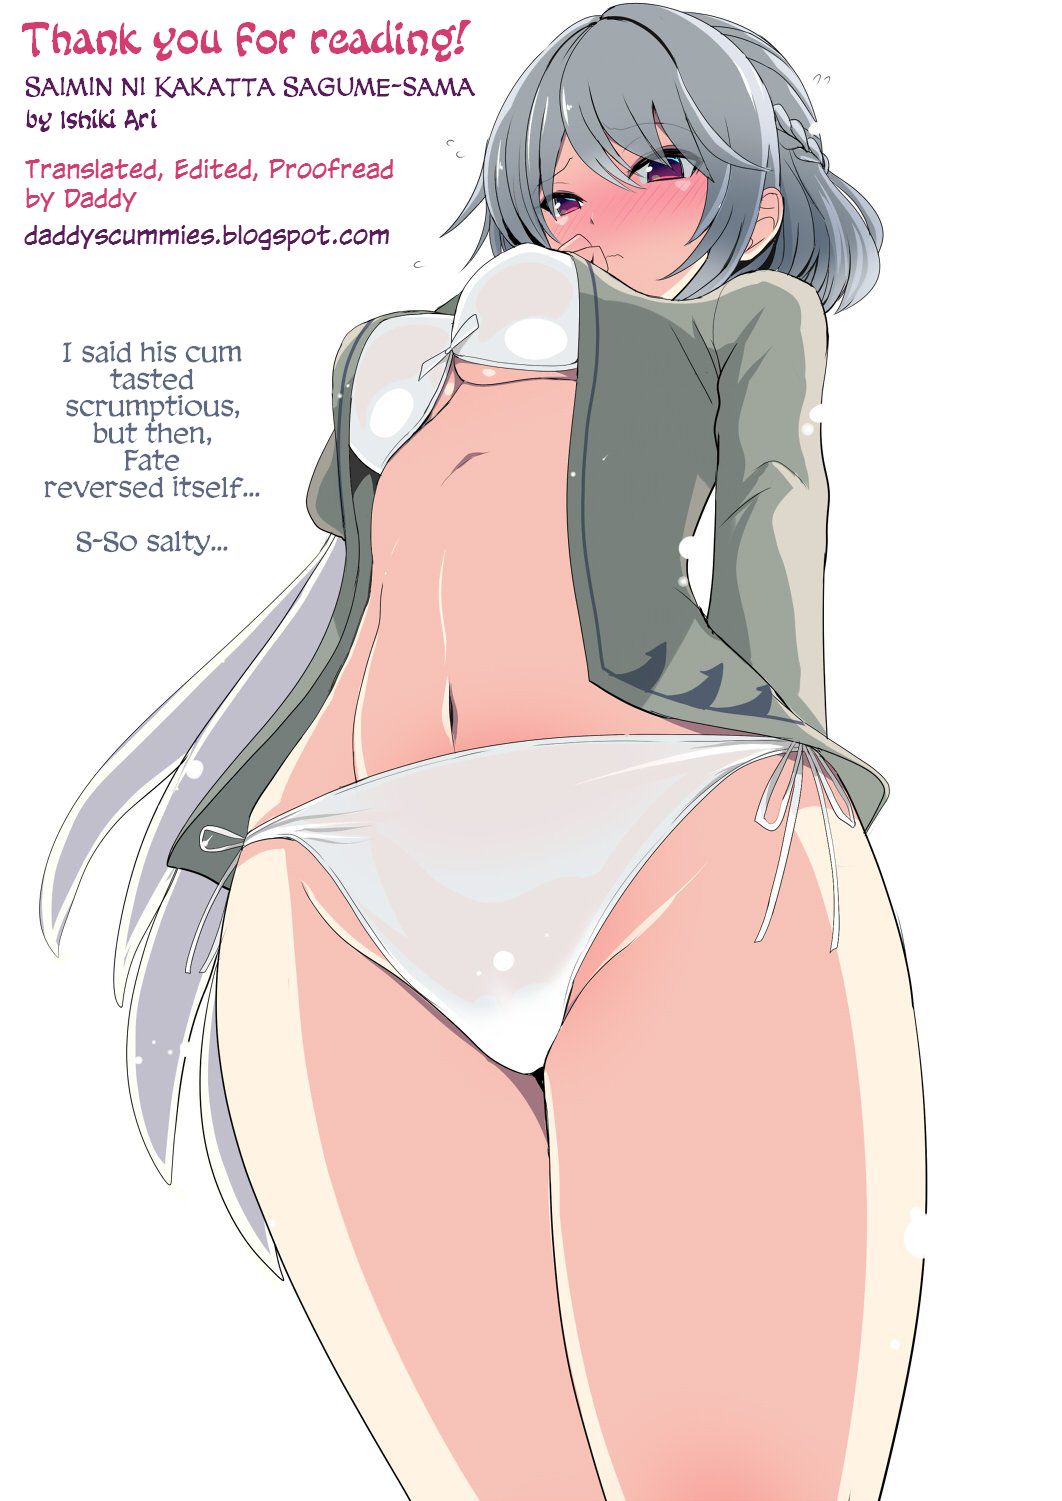 Thank you for reading!
SAIMIN NI KAKATTA SAGUME-SAMA
by Ishiki Ari
Translated, Edited, Proofread
by Daddy
daddyscummies.blogspot.com
I said his cum
tasted
scrumptious,
but then,
Fate
reversed itself...
S-So salty...